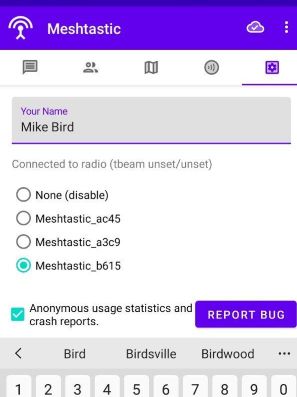 Meshtastic
Your Name
Mike Bird
Connected to radio (tbeam unset/unset)
None (disable)
Meshtastic_ac45
Meshtastic_a3c9
Meshtastic_b615
Anonymous usage statistics and
crash reports.
REPORT BUG
Bird Birdsville Birdwood
1 2 3 4 5 6 7 8 9 0